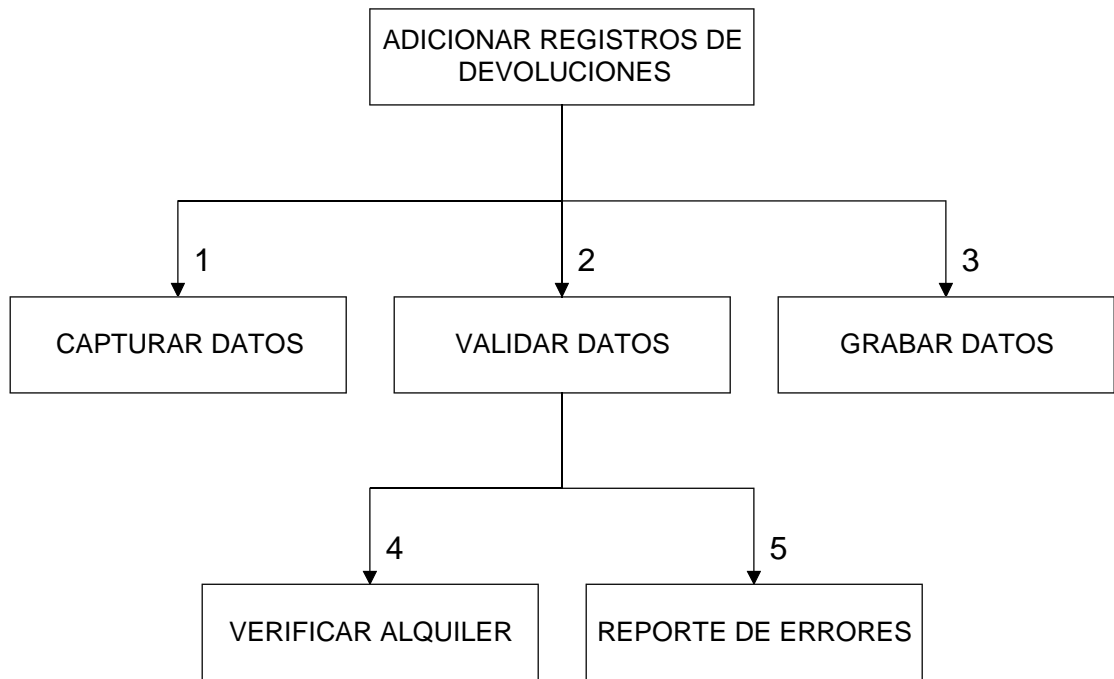 ADICIONAR REGISTROS DE
DEVOLUCIONES
1
2
3
CAPTURAR DATOS
VALIDAR DATOS
GRABAR DATOS
4
5
VERIFICAR ALQUILER
REPORTE DE ERRORES